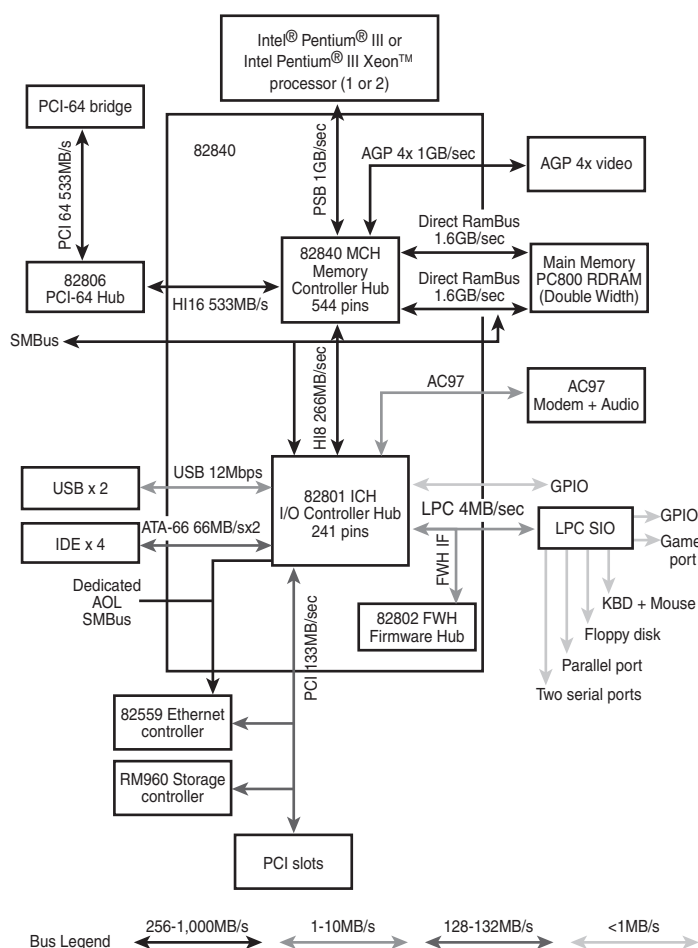 Intel® Pentium® III or
Intel Pentium® III Xeon™
processor (1 or 2)
PCI-64 bridge
82840
PSB 1GB/sec
AGP 4x 1GB/sec
AGP 4x video
PCI 64 533MB/s
Direct RamBus
1.6GB/sec
82840 MCH
Memory
Controller Hub
544 pins
Main Memory
PC800 RDRAM
(Double Width)
82806
PCI-64 Hub
HI16 533MB/s
Direct RamBus
1.6GB/sec
SMBus
HI8 266MB/sec
AC97
AC97
Modem + Audio
USB x 2
USB 12Mbps
82801 ICH
I/O Controller Hub
241 pins
GPIO
LPC 4MB/sec
LPC SIO
GPIO
Game
port
IDE x 4
ATA-66 66MB/sx2
FWH IF
Dedicated
AOL
SMBus
PCI 133MB/sec
82802 FWH
Firmware Hub
KBD + Mouse
Floppy disk
Parallel port
Two serial ports
82559 Ethernet
controller
RM960 Storage
controller
PCI slots
Bus Legend
256-1,000MB/s
1-10MB/s
128-132MB/s
<1MB/s